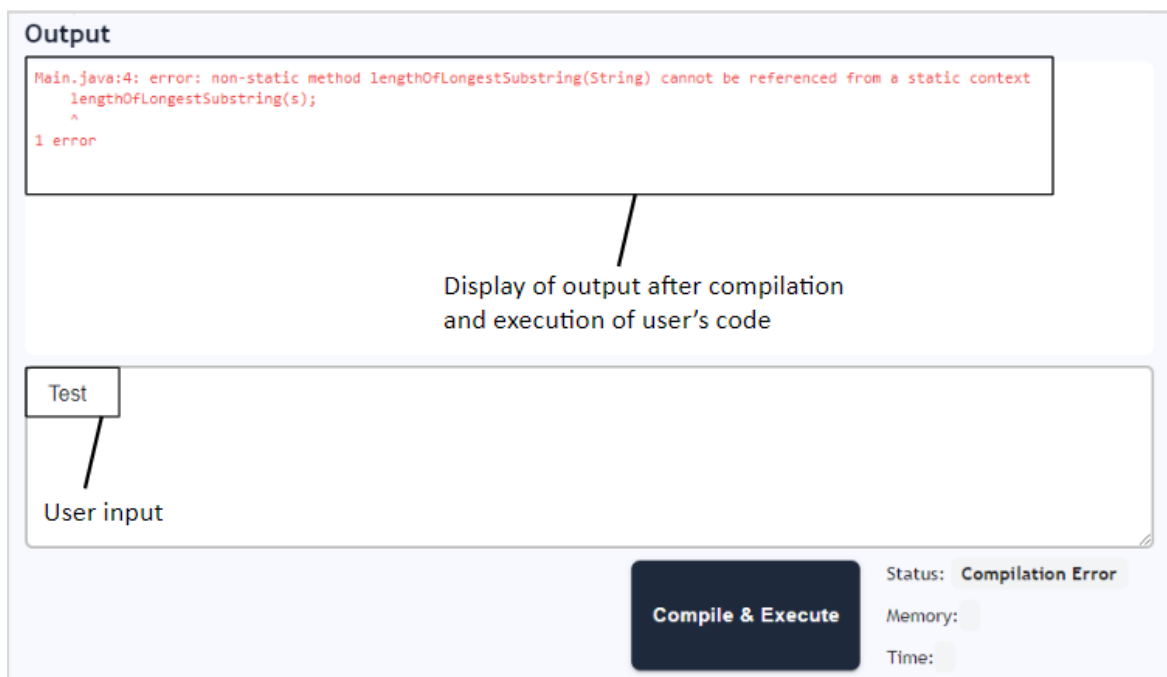 Output
Main.java:4: error: non-static method lengthOfLongestSubstring(String) cannot be referenced from a static context
lengthOfLongestSubstring(s);
^
1 error
Display of output after compilation
and execution of user’s code
Test
User input
Compile & Execute
Status: Compilation Error
Memory:
Time: